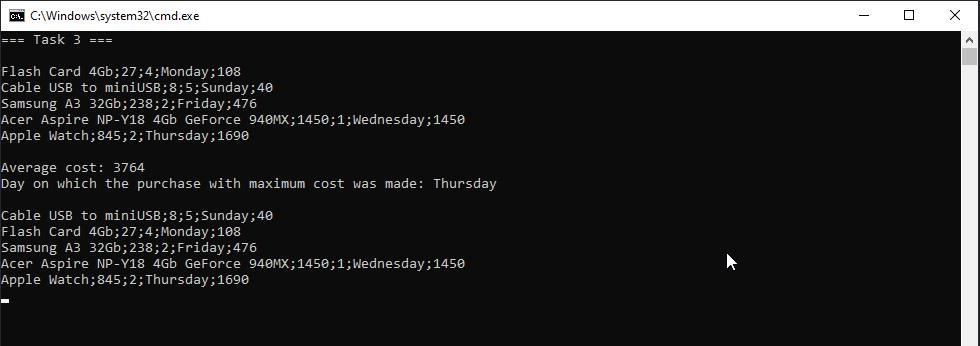 C:\Windows\system32\cmd.exe
=== Task 3 ===
Flash Card 4Gb;27;4;Monday;108
Cable USB to miniUSB;8;5;Sunday;40
Samsung A3 32Gb;238;2;Friday;476
Acer Aspire NP-Y18 4Gb GeForce 940MX;1450;1;Wednesday;1450
Apple Watch;845;2;Thursday;1690
Average cost: 3764
Day on which the purchase with maximum cost was made: Thursday
Cable USB to miniUSB;8;5;Sunday;40
Flash Card 4Gb;27;4;Monday;108
Samsung A3 32Gb;238;2;Friday;476
Acer Aspire NP-Y18 4Gb GeForce 940MX;1450;1;Wednesday;1450
Apple Watch;845;2;Thursday;1690